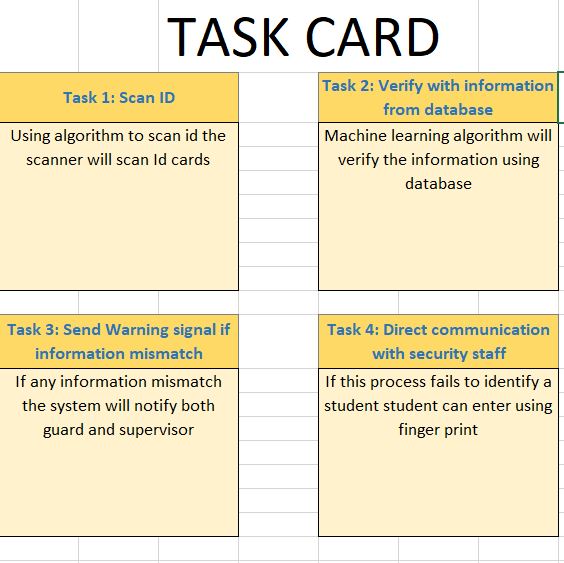 TASK CARD
Task 1: Scan ID
Using algorithm to scan id the
scanner will scan Id cards
Task 2: Verify with information
from database
Machine learning algorithm will
verify the information using
database
Task 3: Send Warning signal if
information mismatch
If any information mismatch
the system will notify both
guard and supervisor
Task 4: Direct communication
with security staff
If this process fails to identify a
student student can enter using
finger print